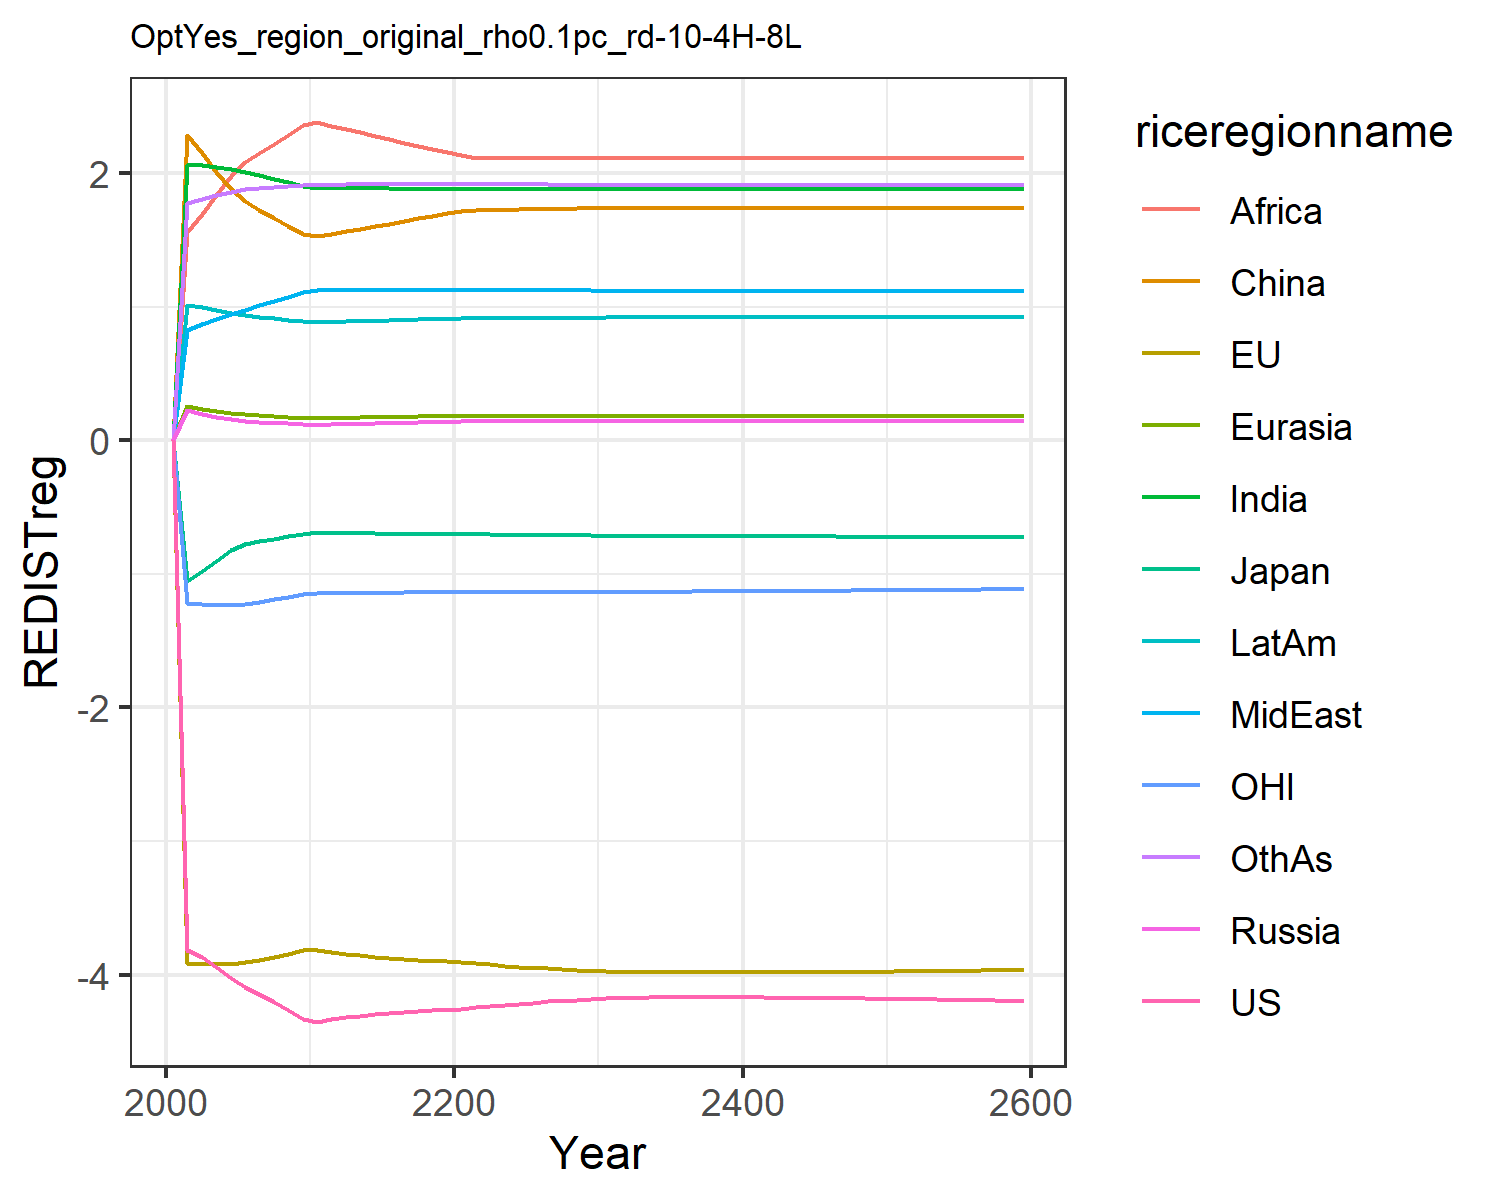 OptYes_region_original_rho0.1pc_rd-10-4H-8L
REDISTreg
2
0
-2
-4
2000 2200 2400 2600
Year
riceregionname
Africa
China
EU
Eurasia
India
Japan
LatAm
MidEast
OHI
OthAs
Russia
US